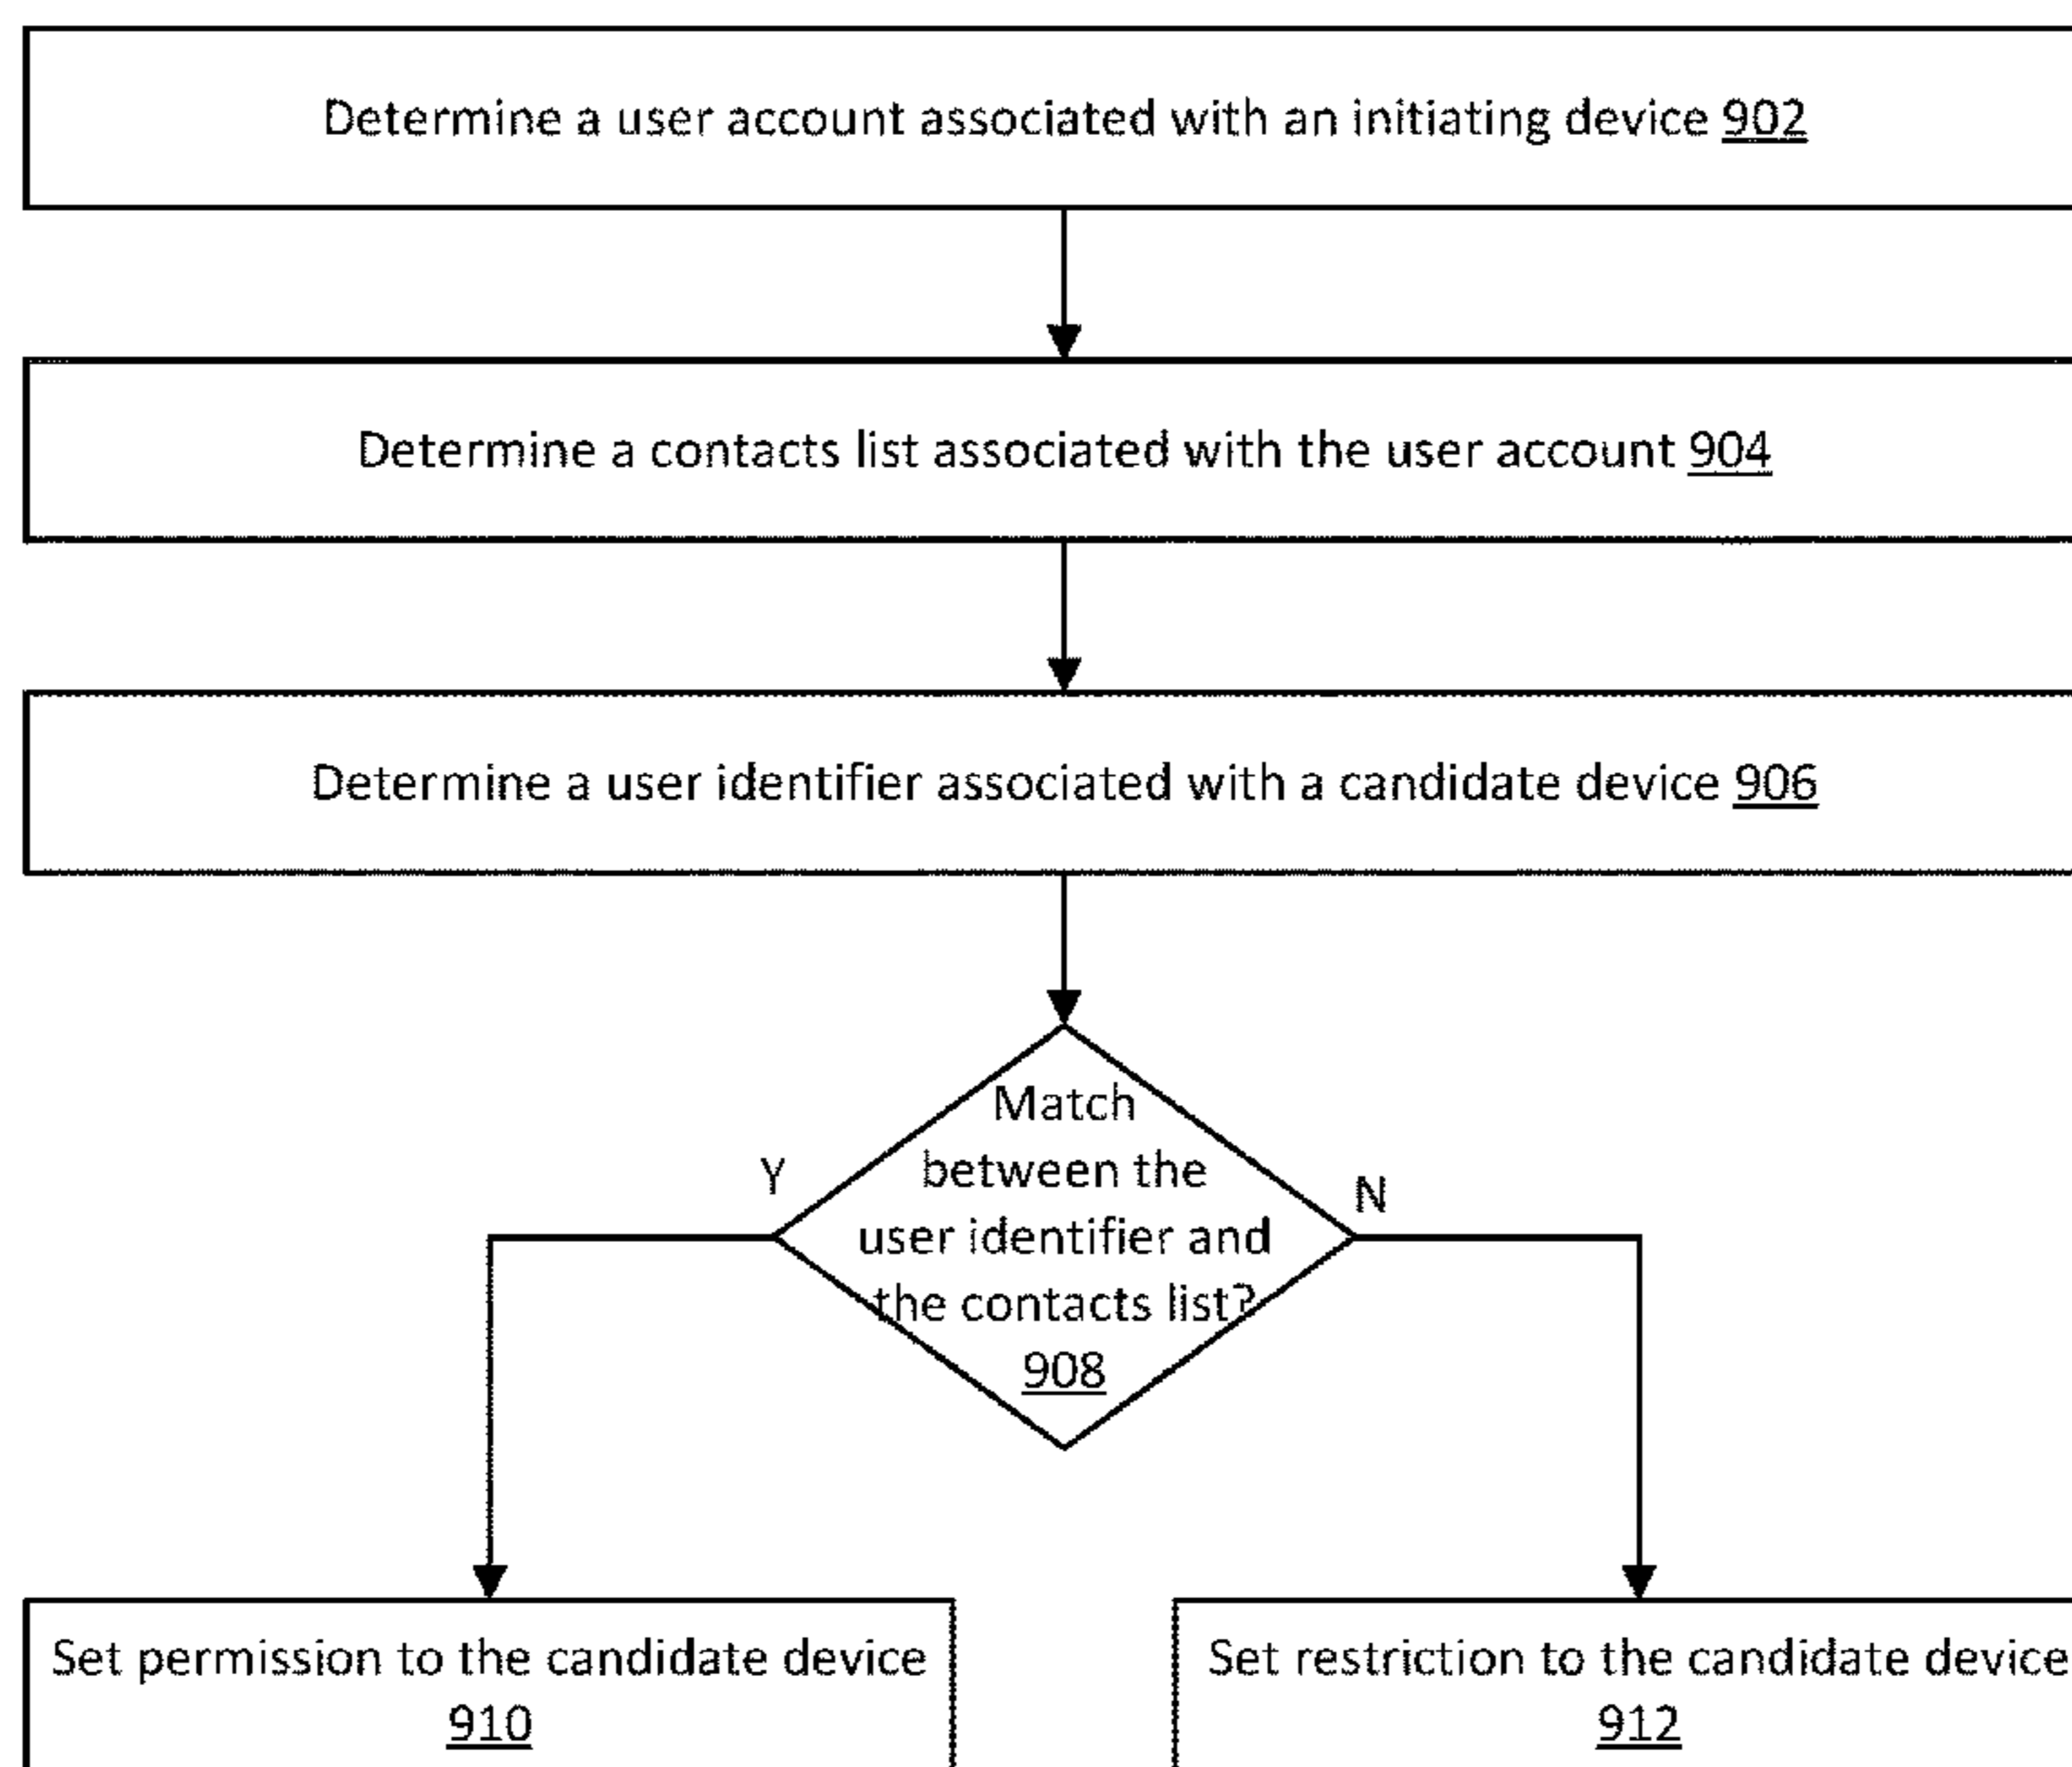 Determine a user account associated with an initiating device 902
Determine a contacts list associated with the user account 904
Determine a user identifier associated with a candidate device 906
Match
between the
user identifier and
the contacts list?
908
Y
N
Set permission to the candidate device
910
Set restriction to the candidate device
912